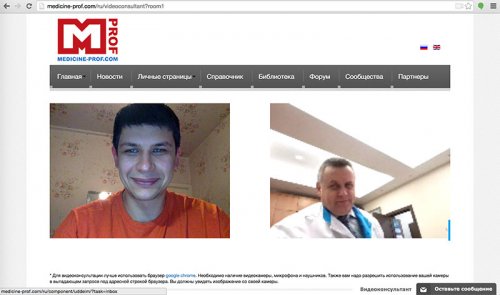 medicine-prof.com/ru/videoconsultant?room1
M PROF
MEDICINE-PROF.COM
Главная Новости Личные страницы Справочник Библиотека Форум Сообщества Партнеры
* Для видеоконсультации лучше использовать браузер google chrome. Необходимо наличие видеокамеры, микрофона и наушников. Также вам надо разрешить использование вашей камеры
в выпадающем запросе под адресной строкой браузера. Вы должны увидеть изображение со своей камеры.
medicine-prof.com/ru/component/uddeim/?task=inbox
Видеоконсультант
Оставьте сообщение